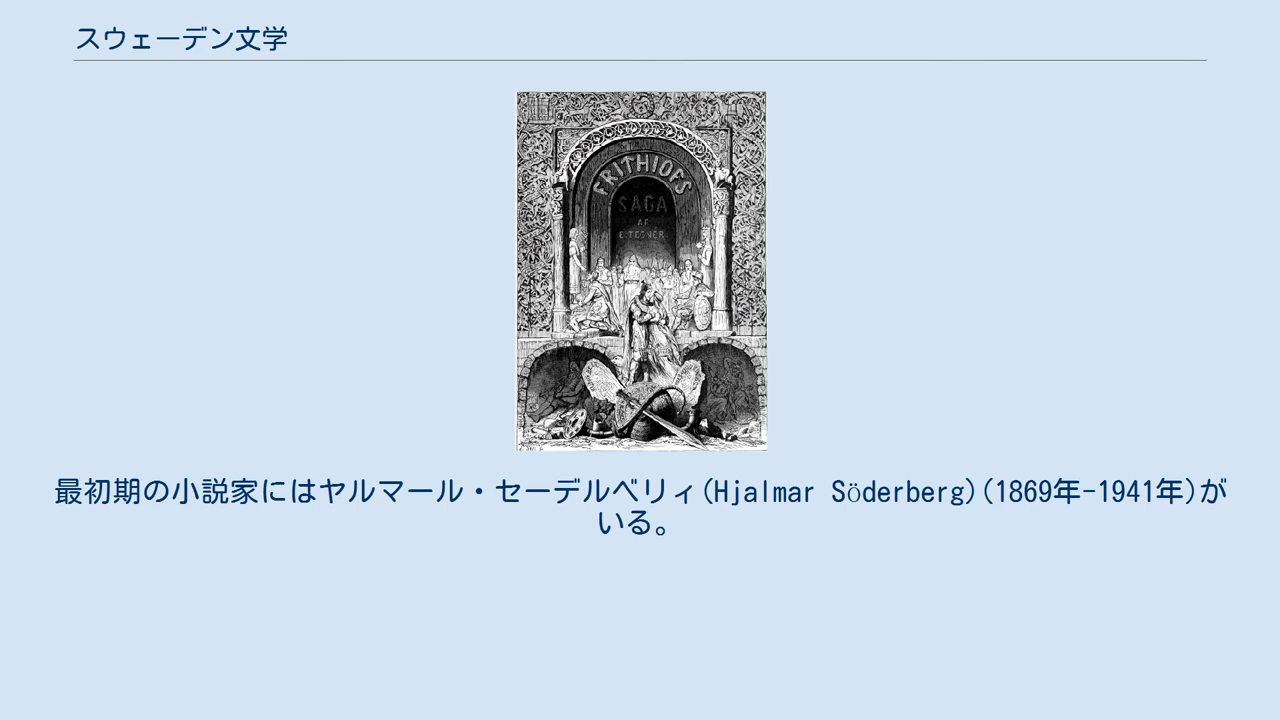 スウェーデン文学
FRITHIOFS
SAGA
AF
E. TEGNÉR
最初期の小説家にはヤルマール・セーデルベリィ(Hjalmar Söderberg)(1869年-1941年)が
いる。